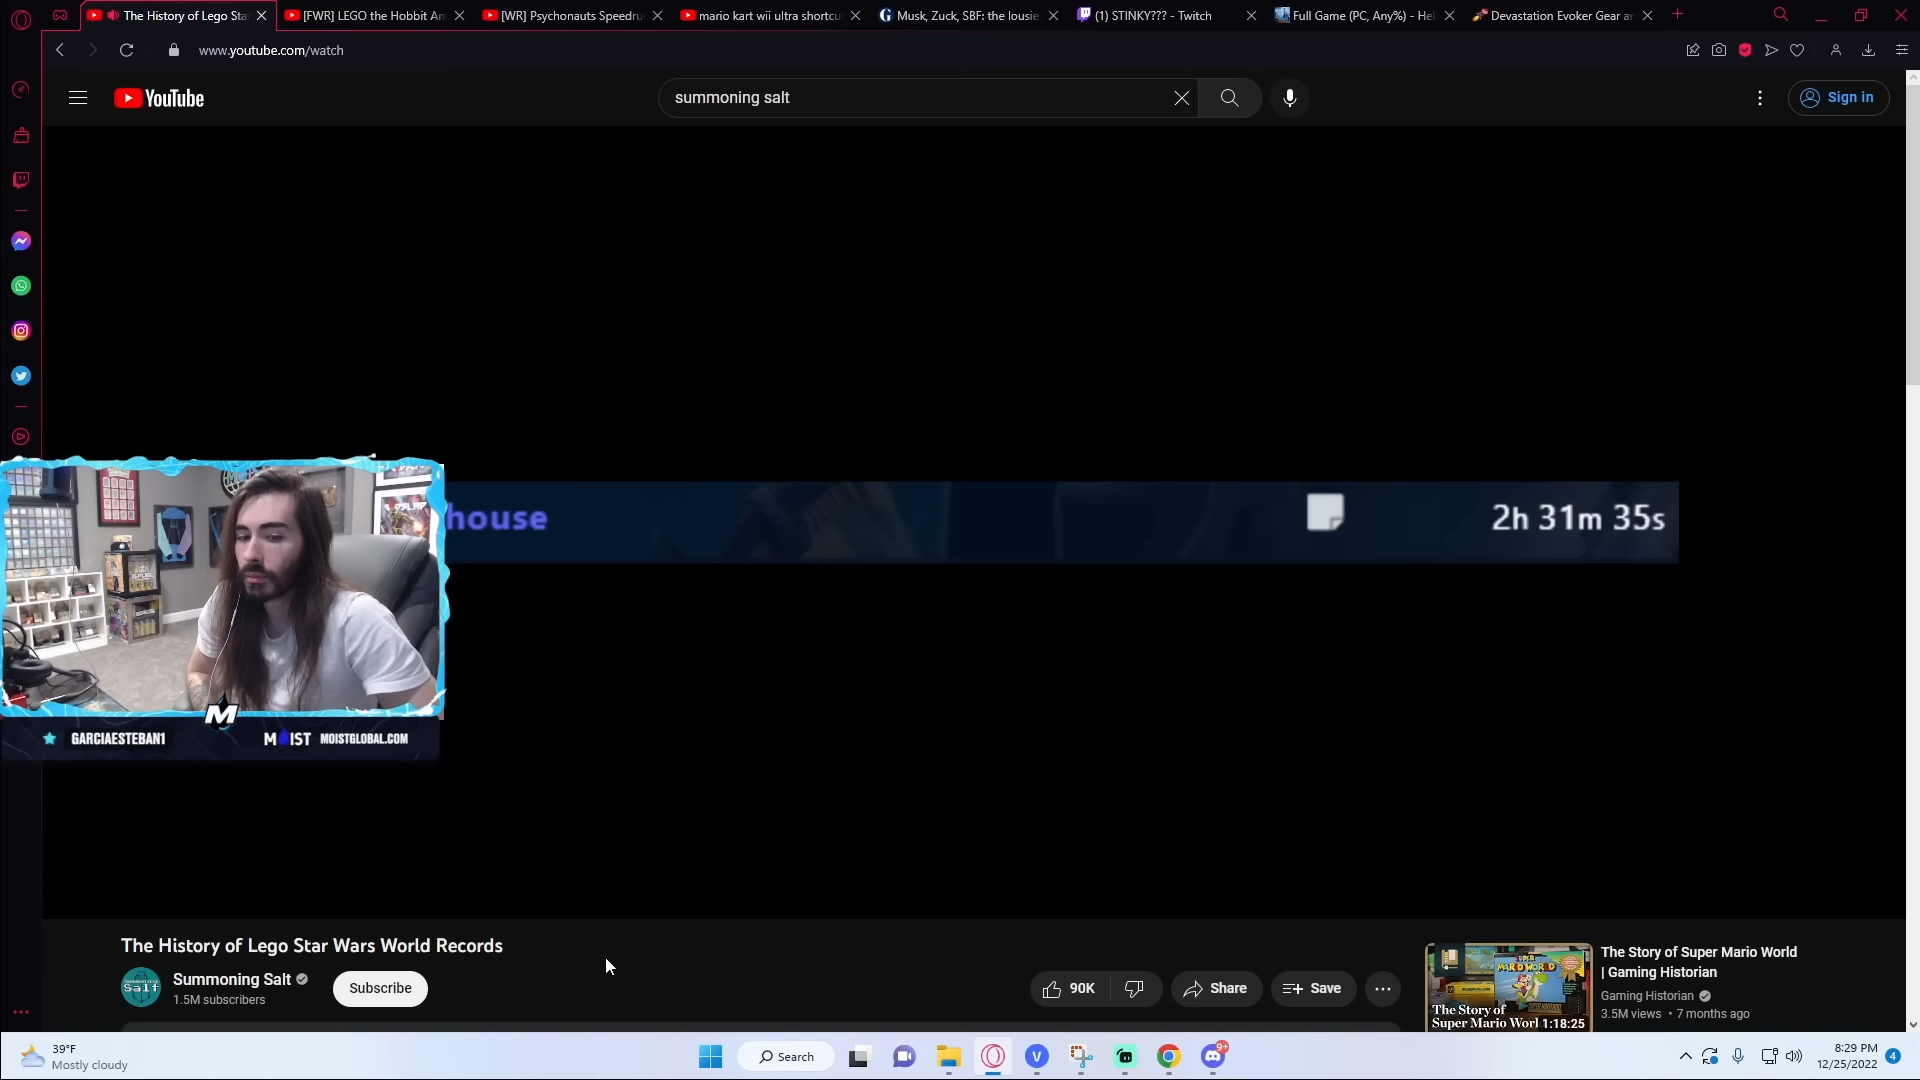 The History of Lego Sta
[FWR] LEGO the Hobbit An
[WR] Psychonauts Speedru
mario kart wii ultra shortcu
Musk, Zuck, SBF: the lousie
(1) STINKY??? - Twitch
Full Game (PC, Any%) - Hel
Devastation Evoker Gear an
www.youtube.com/watch
YouTube
summoning salt
Sign in
house
2h 31m 35s
M
GARCIAESTEBAN1
MOIST
MOISTGLOBAL.COM
The History of Lego Star Wars World Records
Summoning Salt
1.5M subscribers
Subscribe
90K
Share
Save
The Story of
Super Mario Worl
1:18:25
The Story of Super Mario World
| Gaming Historian
Gaming Historian
3.5M views • 7 months ago
39°F
Mostly cloudy
Search
V
9+
8:29 PM
12/25/2022
4